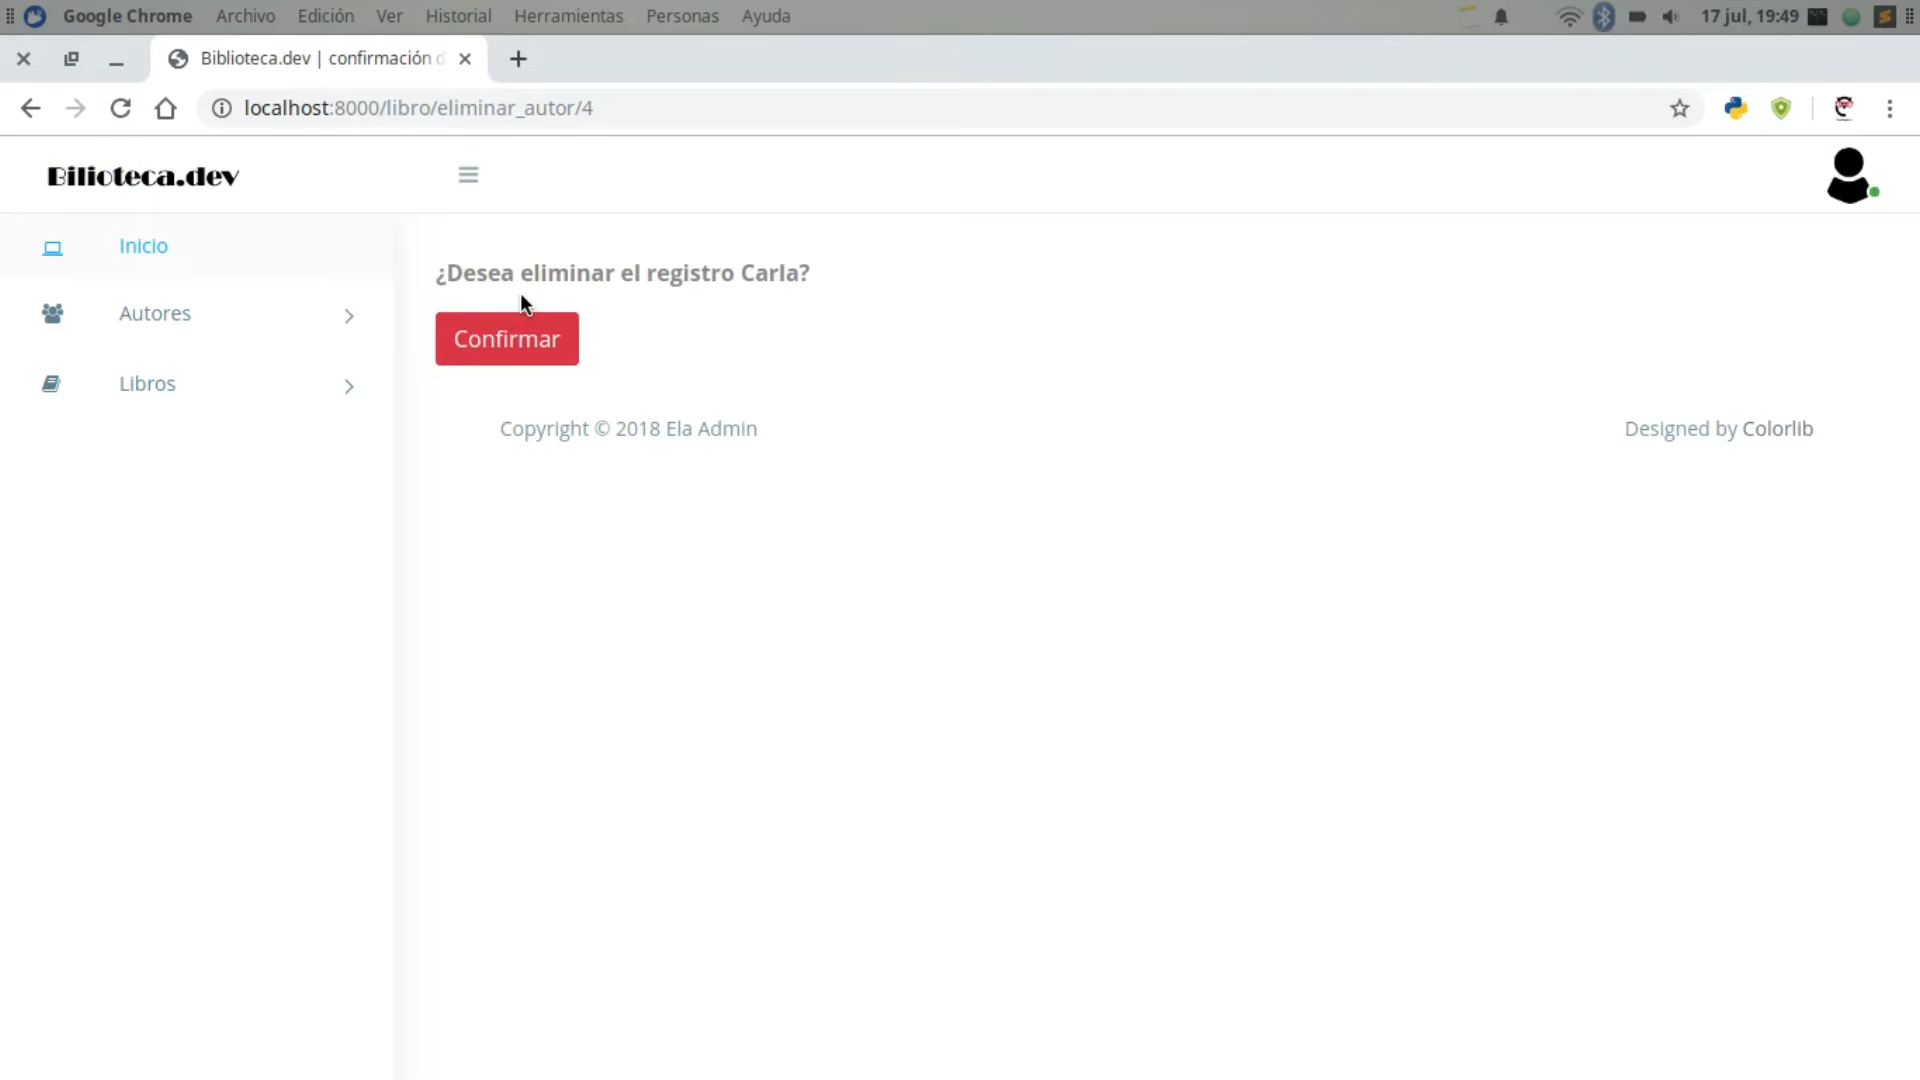 Google Chrome Archivo Edición Ver Historial Herramientas Personas Ayuda 17 jul, 19:49
Biblioteca.dev | confirmación d
localhost:8000/libro/eliminar_autor/4
Bilioteca.dev
Inicio
¿Desea eliminar el registro Carla?
Autores
Confirmar
Libros
Copyright © 2018 Ela Admin Designed by Colorlib